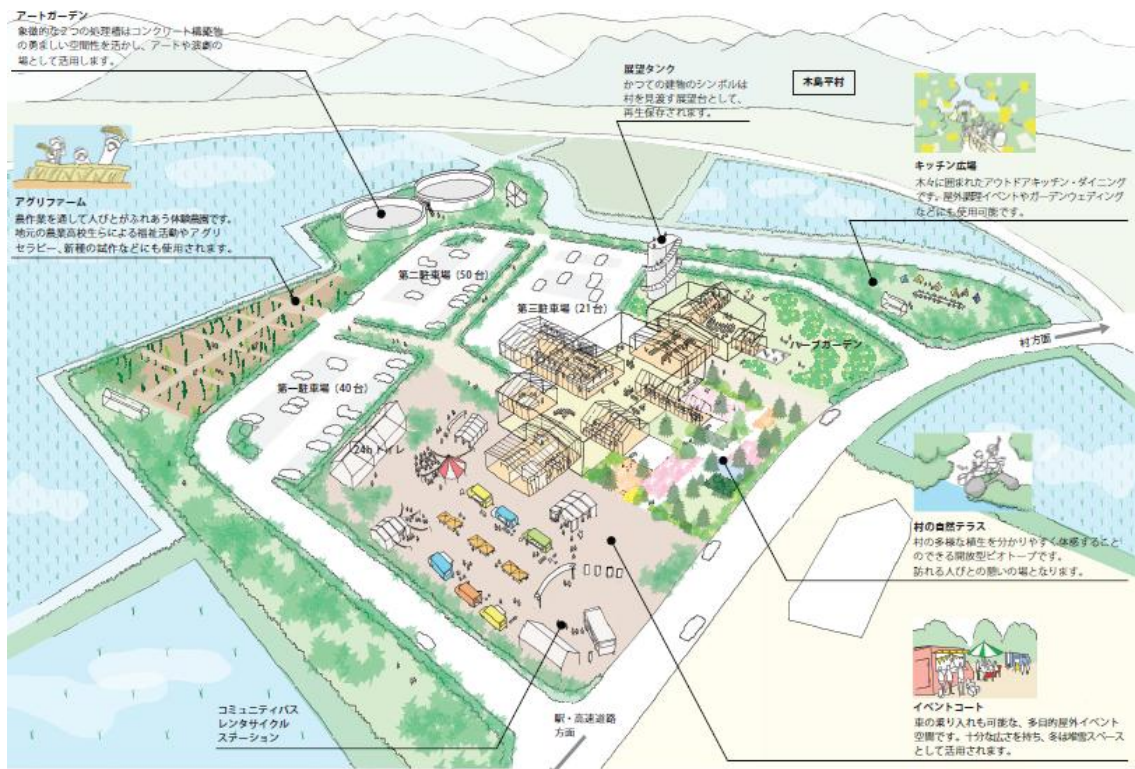 アートガーデン
象徴的な2つの処理槽はコンクリート構築物
の勇ましい空間性を活かし、アートや演劇の
場として活用します。
展望タンク
かつての建物のシンボルは
村を見渡す展望台として、
再生保存されます。
木島平村
キッチン広場
木々に囲まれたアウトドアキッチン・ダイニング
です。屋外調理イベントやガーデンウェディング
などにも使用可能です。
アグリファーム
農作業を通して人びとがふれあう体験農園です。
地元の農業高校生らによる福祉活動やアグリ
セラピー、新種の試作などにも使用されます。
第二駐車場(50台)
第三駐車場(21台)
ハーブガーデン
村方面
第一駐車場(40台)
24hトイレ
村の自然テラス
村の多様な植生を分かりやすく体感すること
のできる開放型ビオトープです。
訪れる人びとの憩いの場となります。
イベントコート
車の乗り入れも可能な、多目的屋外イベント
空間です。十分な広さを持ち、冬は堆雪スペース
として活用されます。
コミュニティバス
レンタサイクル
ステーション
駅・高速道路
方面